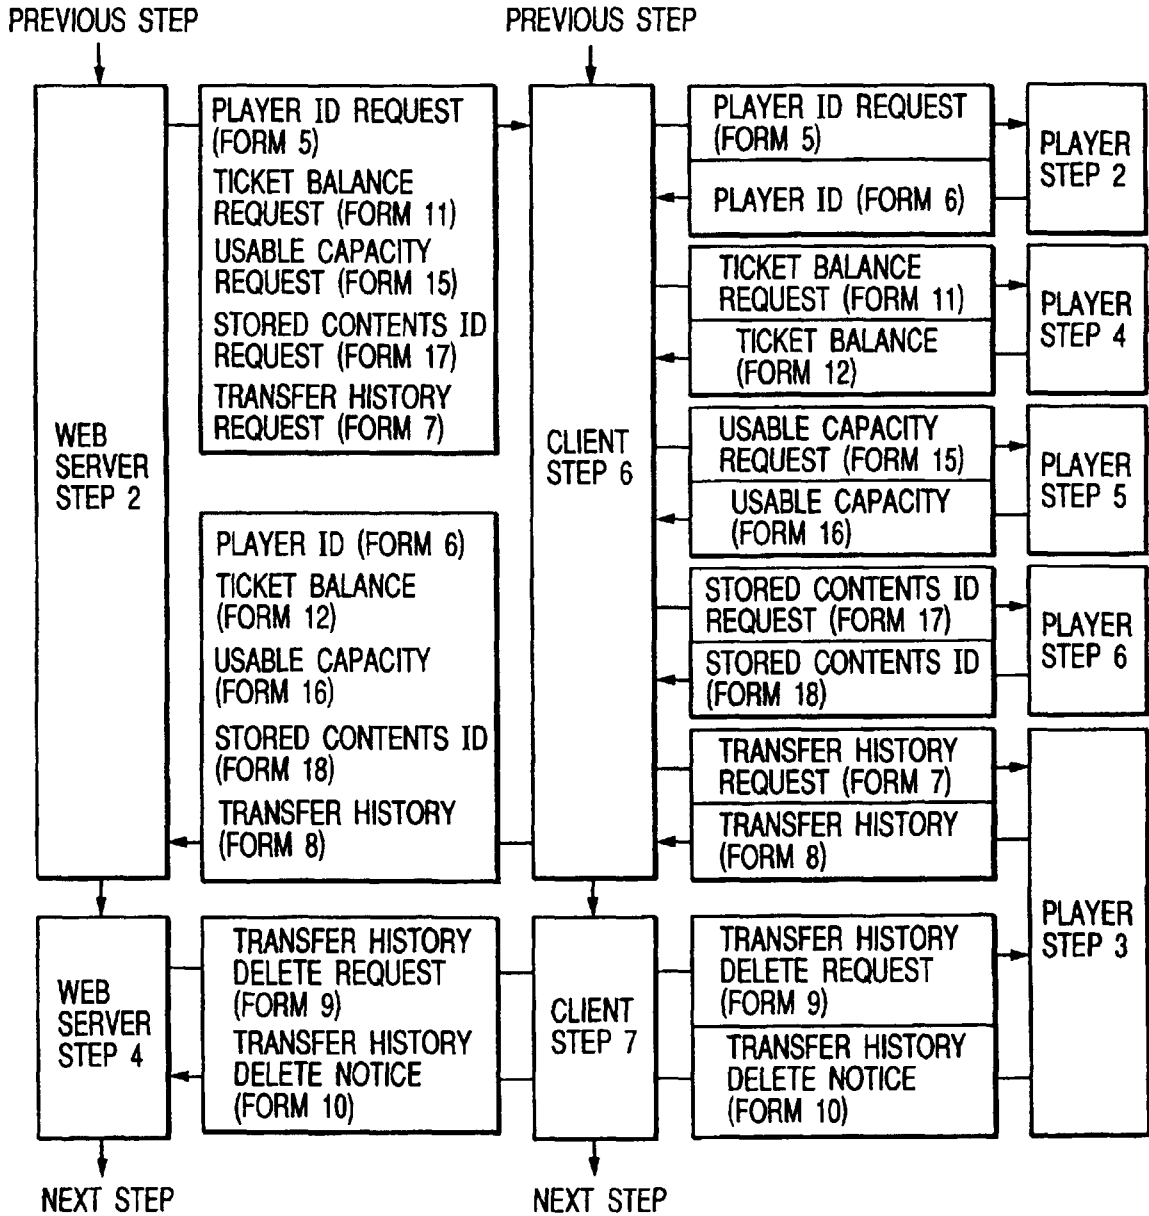 PREVIOUS STEP
PREVIOUS STEP
WEB
SERVER
STEP 2
PLAYER ID REQUEST
(FORM 5)
TICKET BALANCE
REQUEST (FORM 11)
USABLE CAPACITY
REQUEST (FORM 15)
STORED CONTENTS ID
REQUEST (FORM 17)
TRANSFER HISTORY
REQUEST (FORM 7)
PLAYER ID (FORM 6)
TICKET BALANCE
(FORM 12)
USABLE CAPACITY
(FORM 16)
STORED CONTENTS ID
(FORM 18)
TRANSFER HISTORY
(FORM 8)
CLIENT
STEP 6
PLAYER ID REQUEST
(FORM 5)
PLAYER ID (FORM 6)
PLAYER
STEP 2
TICKET BALANCE
REQUEST (FORM 11)
TICKET BALANCE
(FORM 12)
PLAYER
STEP 4
USABLE CAPACITY
REQUEST (FORM 15)
USABLE CAPACITY
(FORM 16)
PLAYER
STEP 5
STORED CONTENTS ID
REQUEST (FORM 17)
STORED CONTENTS ID
(FORM 18)
PLAYER
STEP 6
TRANSFER HISTORY
REQUEST (FORM 7)
TRANSFER HISTORY
(FORM 8)
PLAYER
STEP 3
WEB
SERVER
STEP 4
TRANSFER HISTORY
DELETE REQUEST
(FORM 9)
TRANSFER HISTORY
DELETE NOTICE
(FORM 10)
CLIENT
STEP 7
TRANSFER HISTORY
DELETE REQUEST
(FORM 9)
TRANSFER HISTORY
DELETE NOTICE
(FORM 10)
NEXT STEP
NEXT STEP